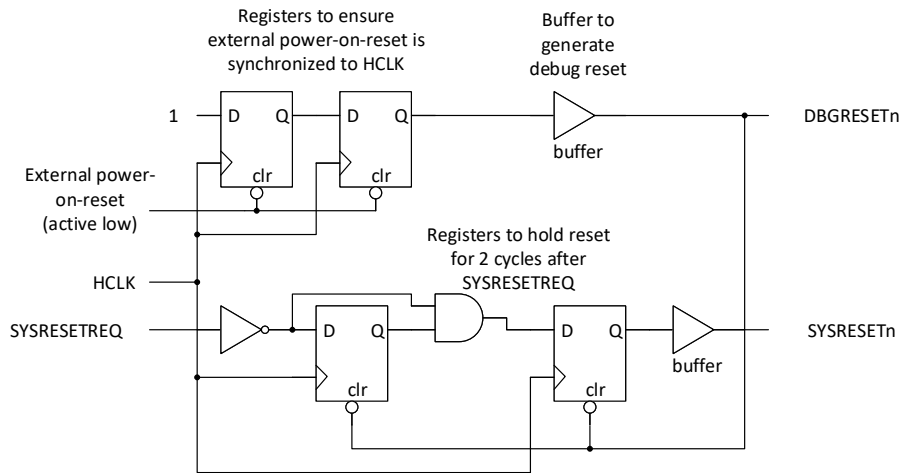 Registers to ensure
external power-on-reset is
synchronized to HCLK
Buffer to
generate
debug reset
1
D
Q
clr
D
Q
clr
buffer
DBGRESETn
External power-
on-reset
(active low)
Registers to hold reset
for 2 cycles after
SYSRESETREQ
HCLK
SYSRESETREQ
D
Q
clr
D
Q
clr
buffer
SYSRESETn